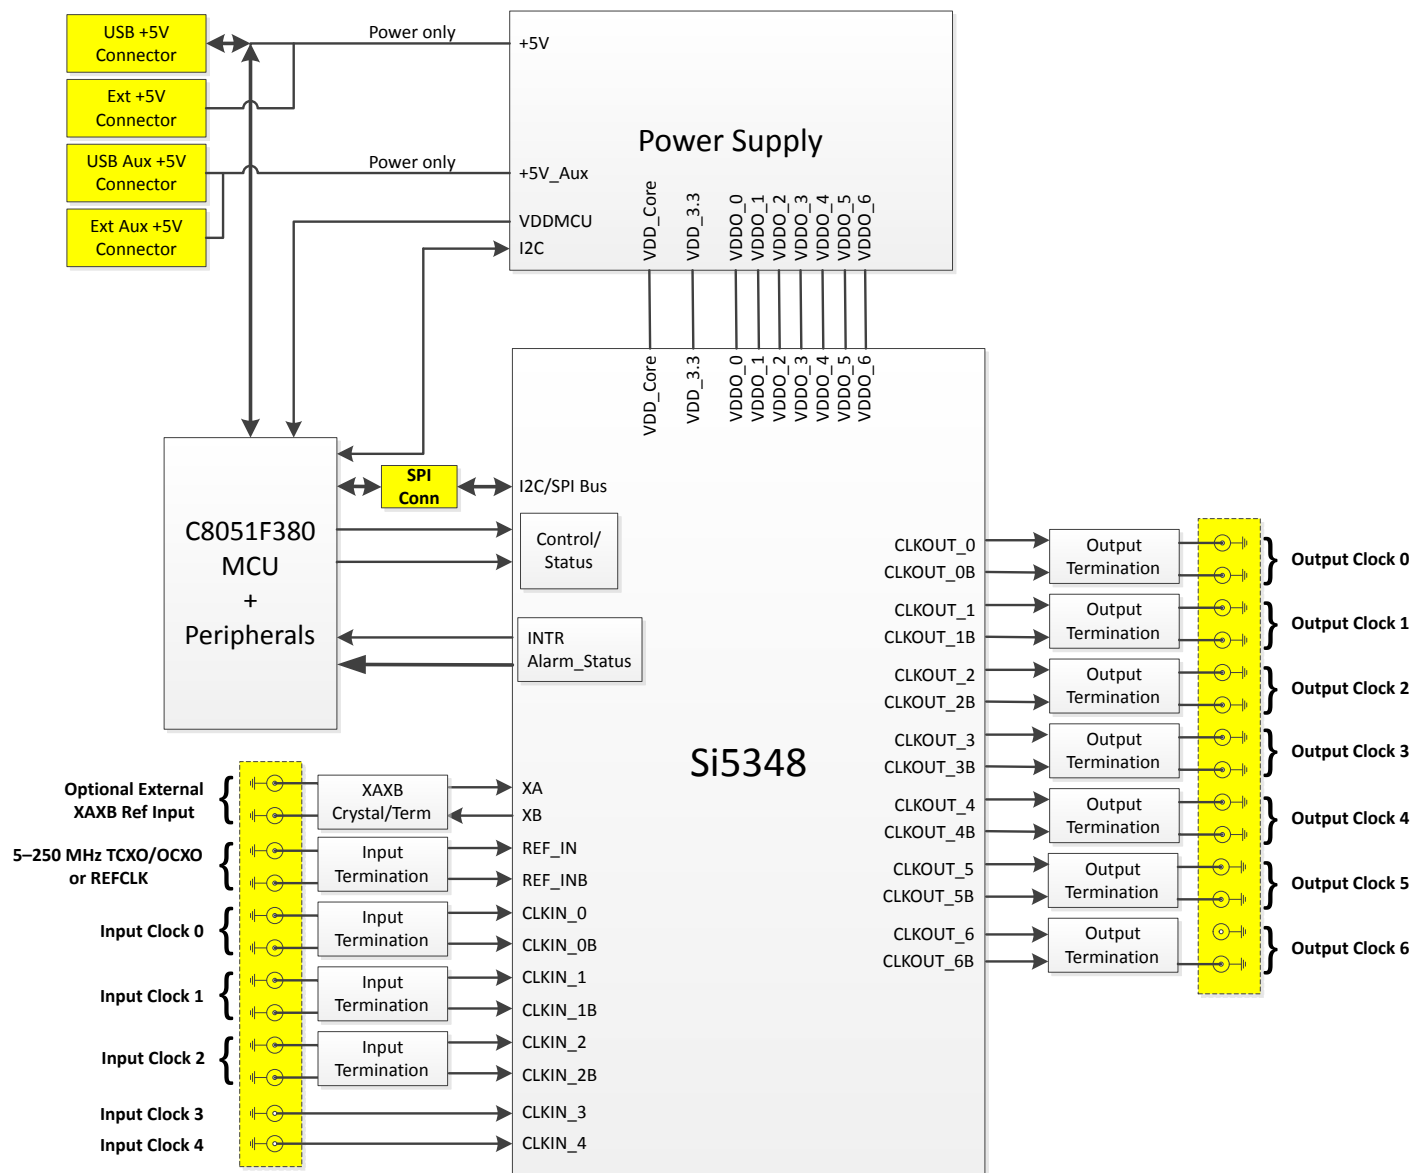 USB +5V
Connector
Ext +5V
Connector
USB Aux +5V
Connector
Ext Aux +5V
Connector
Power only
Power only
+5V
Power Supply
+5V_Aux
VDDMCU
I2C
VDD_Core
VDD_3.3
VDDO_0
VDDO_1
VDDO_2
VDDO_3
VDDO_4
VDDO_5
VDDO_6
VDD_Core
VDD_3.3
VDDO_0
VDDO_1
VDDO_2
VDDO_3
VDDO_4
VDDO_5
VDDO_6
C8051F380
MCU
+
Peripherals
SPI
Conn
I2C/SPI Bus
Control/
Status
INTR
Alarm_Status
Si5348
Optional External
XAXB Ref Input
XAXB
Crystal/Term
XA
XB
5–250 MHz TCXO/OCXO
or REFCLK
Input
Termination
REF_IN
REF_INB
Input Clock 0
Input
Termination
CLKIN_0
CLKIN_0B
Input Clock 1
Input
Termination
CLKIN_1
CLKIN_1B
Input Clock 2
Input
Termination
CLKIN_2
CLKIN_2B
Input Clock 3
CLKIN_3
Input Clock 4
CLKIN_4
CLKOUT_0
CLKOUT_0B
Output
Termination
Output Clock 0
CLKOUT_1
CLKOUT_1B
Output
Termination
Output Clock 1
CLKOUT_2
CLKOUT_2B
Output
Termination
Output Clock 2
CLKOUT_3
CLKOUT_3B
Output
Termination
Output Clock 3
CLKOUT_4
CLKOUT_4B
Output
Termination
Output Clock 4
CLKOUT_5
CLKOUT_5B
Output
Termination
Output Clock 5
CLKOUT_6
CLKOUT_6B
Output
Termination
Output Clock 6